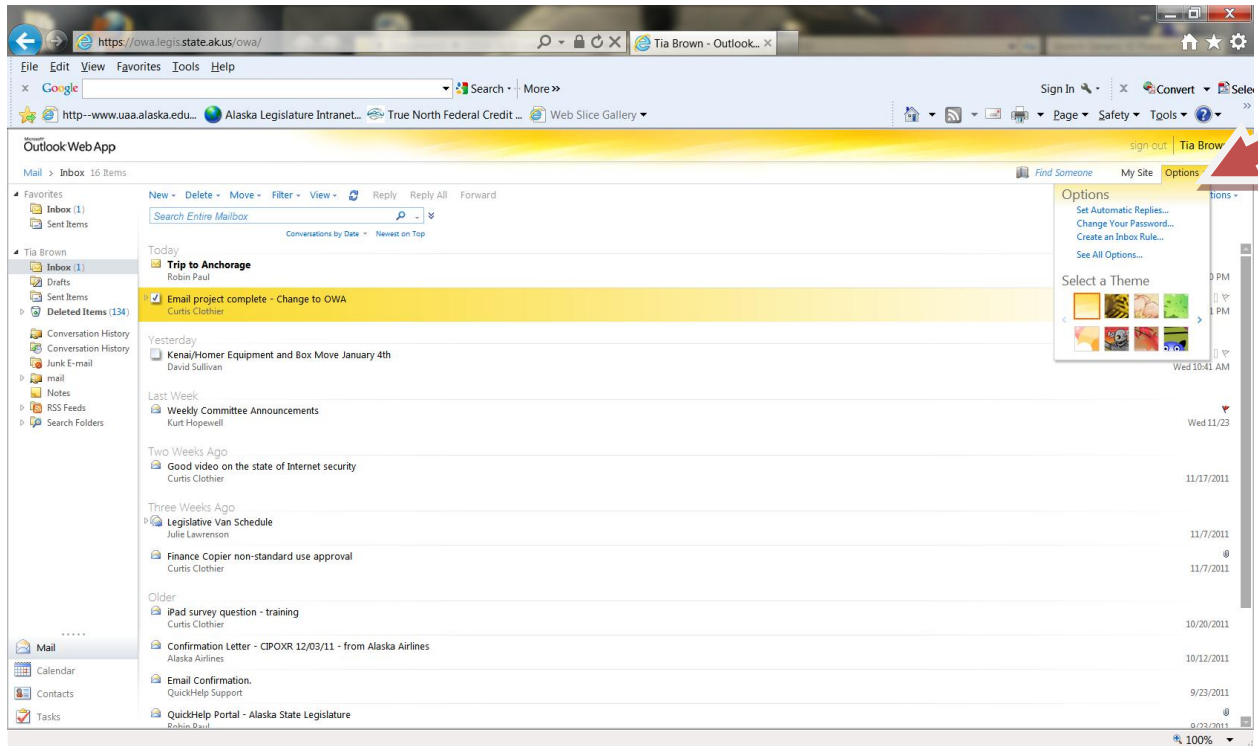 https://owa.legis.state.ak.us/owa/
Tia Brown - Outlook...
File Edit View Favorites Tools Help
x Google Search More »
Sign In x Convert Sele
http--www.uaa.alaska.edu... Alaska Legislature Intranet... True North Federal Credit ... Web Slice Gallery
Page Safety Tools
Microsoft
Outlook Web App
sign out Tia Brow
Mail > Inbox 16 Items
Find Someone My Site Options
Favorites
Inbox (1)
Sent Items
Tia Brown
Inbox (1)
Drafts
Sent Items
Deleted Items (134)
Conversation History
Conversation History
Junk E-mail
mail
Notes
RSS Feeds
Search Folders
Mail
Calendar
Contacts
Tasks
New Delete Move Filter View Reply Reply All Forward
tions
Search Entire Mailbox
Conversations by Date Newest on Top
Today
Trip to Anchorage
Robin Paul
0 PM
Email project complete - Change to OWA
Curtis Clothier
1 PM
Yesterday
Kenai/Homer Equipment and Box Move January 4th
David Sullivan
Wed 10:41 AM
Last Week
Weekly Committee Announcements
Kurt Hopewell
Wed 11/23
Two Weeks Ago
Good video on the state of Internet security
Curtis Clothier
11/17/2011
Three Weeks Ago
Legislative Van Schedule
Julie Lawrenson
11/7/2011
Finance Copier non-standard use approval
Curtis Clothier
11/7/2011
Older
iPad survey question - training
Curtis Clothier
10/20/2011
Confirmation Letter - CIPOXR 12/03/11 - from Alaska Airlines
Alaska Airlines
10/12/2011
Email Confirmation.
QuickHelp Support
9/23/2011
QuickHelp Portal - Alaska State Legislature
Robin Paul
9/23/2011
Options
Set Automatic Replies...
Change Your Password...
Create an Inbox Rule...
See All Options...
Select a Theme
100%